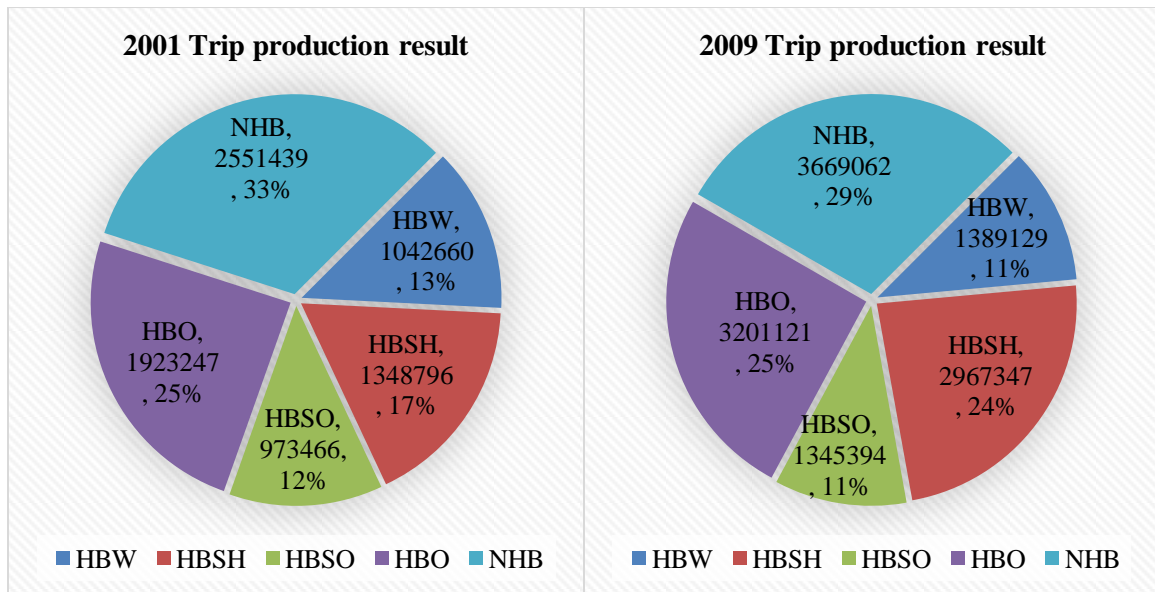 2001 Trip production result
NHB,
2551439
, 33%
HBW,
1042660
, 13%
HBSH,
1348796
, 17%
HBSO,
973466,
12%
HBO,
1923247
, 25%
HBW HBSH HBSO HBO NHB
2009 Trip production result
NHB,
3669062
, 29%
HBW,
1389129
, 11%
HBSH,
2967347
, 24%
HBSO,
1345394
, 11%
HBO,
3201121
, 25%
HBW HBSH HBSO HBO NHB